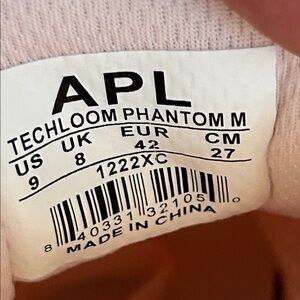 APL
TECHLOOM PHANTOM M
US UK EUR CM
9 8 42 27
1222XC
8 40331 32105 0
MADE IN CHINA